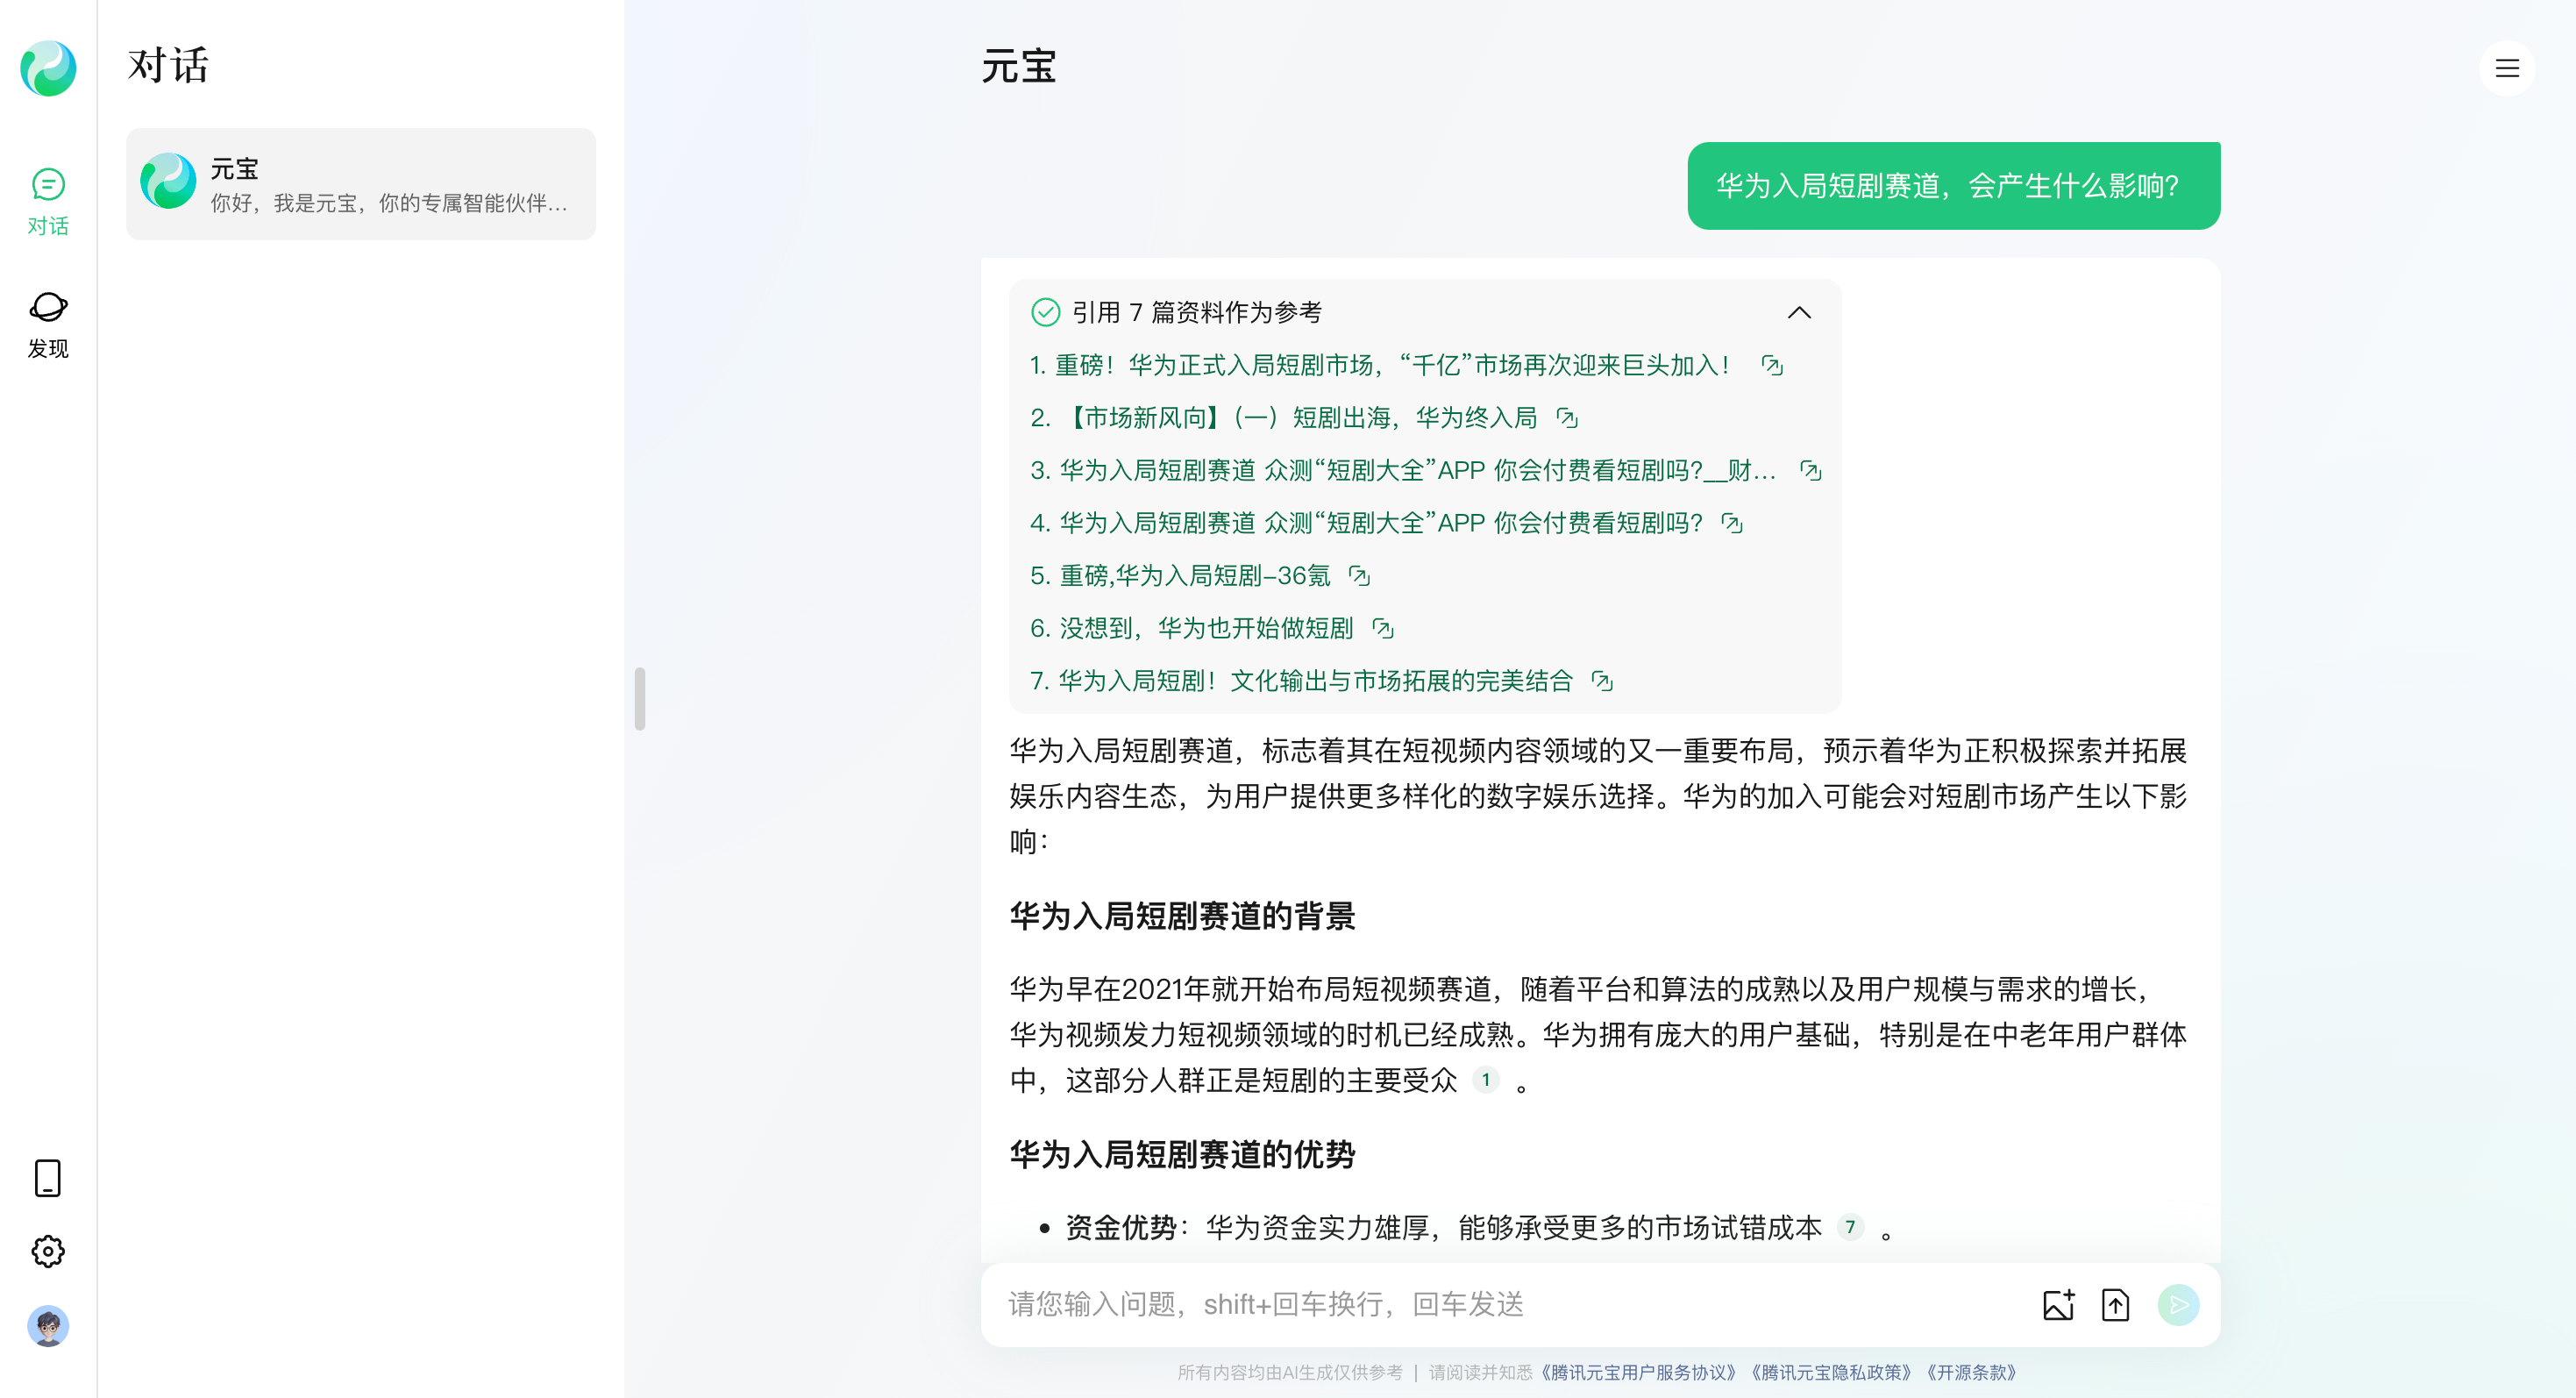 对话
发现
对话
元宝
你好，我是元宝，你的专属智能伙伴...
元宝
华为入局短剧赛道，会产生什么影响？
引用 7 篇资料作为参考
1. 重磅！华为正式入局短剧市场，“千亿”市场再次迎来巨头加入！
2. 【市场新风向】（一）短剧出海，华为终入局
3. 华为入局短剧赛道 众测“短剧大全”APP 你会付费看短剧吗?__财...
4. 华为入局短剧赛道 众测“短剧大全”APP 你会付费看短剧吗?
5. 重磅,华为入局短剧-36氪
6. 没想到，华为也开始做短剧
7. 华为入局短剧！文化输出与市场拓展的完美结合
华为入局短剧赛道，标志着其在短视频内容领域的又一重要布局，预示着华为正积极探索并拓展
娱乐内容生态，为用户提供更多样化的数字娱乐选择。华为的加入可能会对短剧市场产生以下影
响：
华为入局短剧赛道的背景
华为早在2021年就开始布局短视频赛道，随着平台和算法的成熟以及用户规模与需求的增长，
华为视频发力短视频领域的时机已经成熟。华为拥有庞大的用户基础，特别是在中老年用户群体
中，这部分人群正是短剧的主要受众 1 。
华为入局短剧赛道的优势
• 资金优势：华为资金实力雄厚，能够承受更多的市场试错成本 7 。
请您输入问题，shift+回车换行，回车发送
所有内容均由AI生成仅供参考 | 请阅读并知悉《腾讯元宝用户服务协议》《腾讯元宝隐私政策》《开源条款》